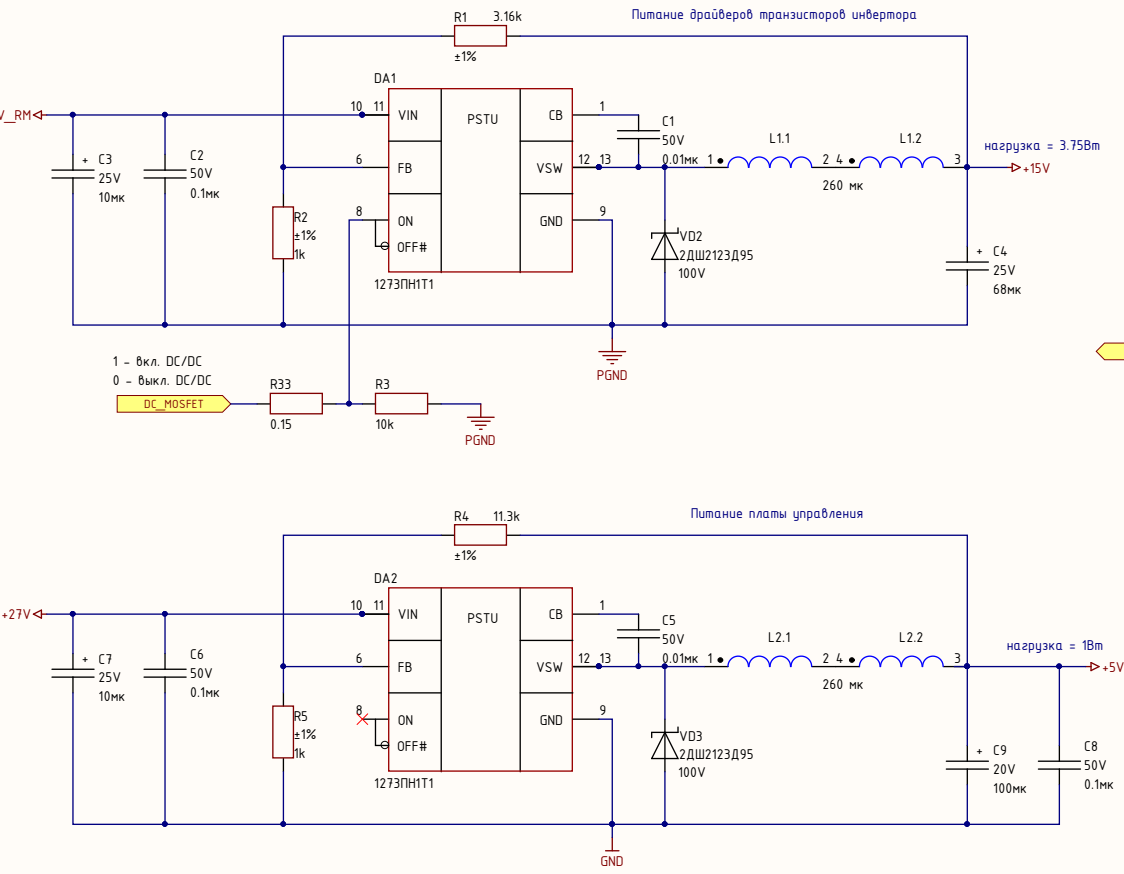 Питание драйверов транзисторов инвертора
R1 3.16k
±1%
DA1
V_RM
10 11 VIN
PSTU
CB 1
C1
50V
0.01мк
C3
25V
10мк
+
C2
50V
0.1мк
6 FB
VSW 12 13
1 L1.1 2 4 L1.2 3
260 мк
нагрузка = 3.75Вт
+15V
R2
±1%
1k
8 ON
OFF#
GND 9
1273ПН1Т1
VD2
2ДШ2123Д95
100V
+
C4
25V
68мк
PGND
1 - вкл. DC/DC
0 - выкл. DC/DC
DC_MOSFET
R33
0.15
R3
10k
PGND
Питание платы управления
R4 11.3k
±1%
DA2
+27V
10 11 VIN
PSTU
CB 1
C5
50V
0.01мк
+
C7
25V
10мк
C6
50V
0.1мк
6 FB
VSW 12 13
1 L2.1 2 4 L2.2 3
260 мк
нагрузка = 1Вт
+5V
R5
±1%
1k
8 ON
OFF#
GND 9
1273ПН1Т1
VD3
2ДШ2123Д95
100V
+
C9
20V
100мк
C8
50V
0.1мк
GND